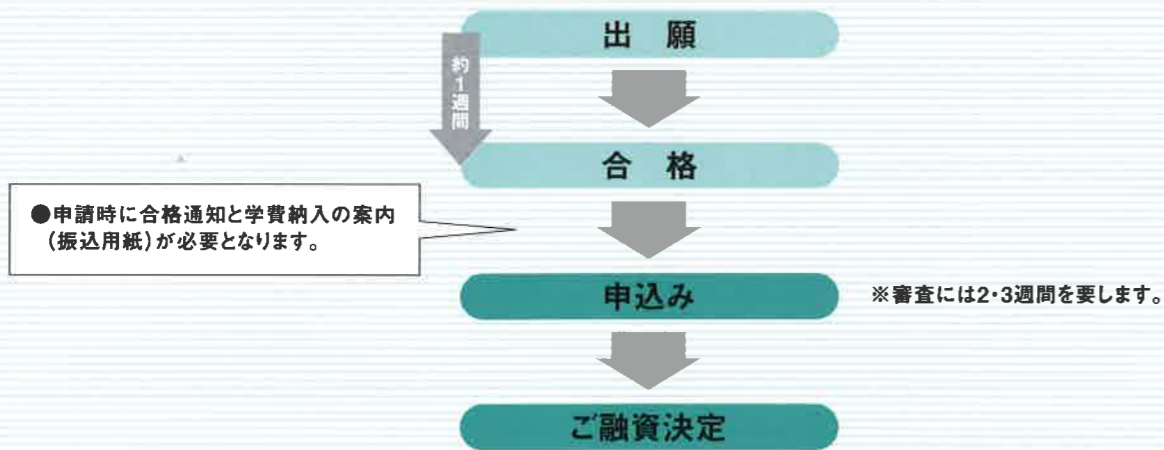 出　願
約1週間
合　格
●申請時に合格通知と学費納入の案内
（振込用紙）が必要となります。
申込み
※審査には2・3週間を要します。
ご融資決定